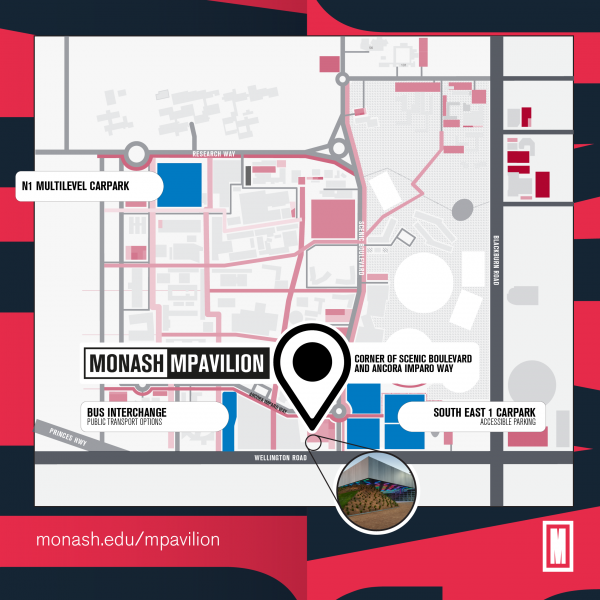 RESEARCH WAY
N1 MULTILEVEL CARPARK
SCENIC BOULEVARD
BLACKBURN ROAD
MONASH MPAVILION
CORNER OF SCENIC BOULEVARD
AND ANCORA IMPARO WAY
ANCORA IMPARO WAY
BUS INTERCHANGE
PUBLIC TRANSPORT OPTIONS
SOUTH EAST 1 CARPARK
ACCESSIBLE PARKING
PRINCES HWY
WELLINGTON ROAD
monash.edu/mpavilion
M